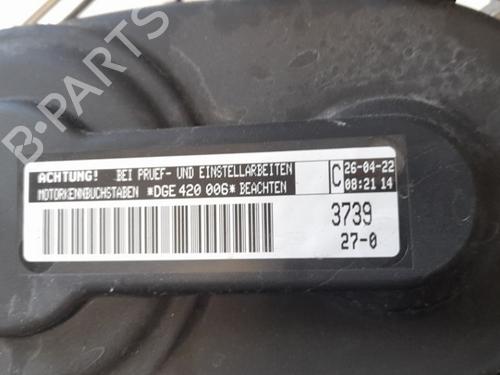 B-PARTS
ACHTUNG! BEI PRUEF- UND EINSTELLARBEITEN
MOTORKENNBUCHSTABEN *DGE 420 006* BEACHTEN
C
26-04-22
08:21 14
3739
27-0